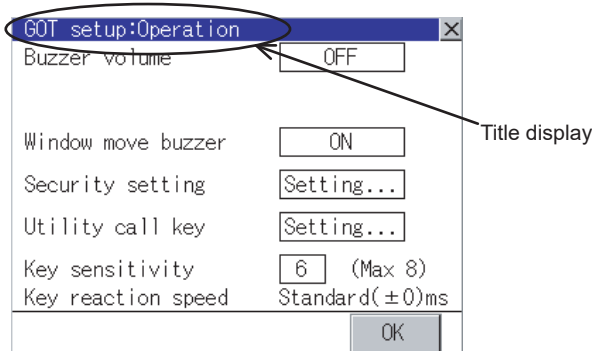 GOT setup:Operation
Buzzer volume OFF
Title display
Window move buzzer ON
Security setting Setting...
Utility call key Setting...
Key sensitivity 6 (Max 8)
Key reaction speed Standard(±0)ms
OK